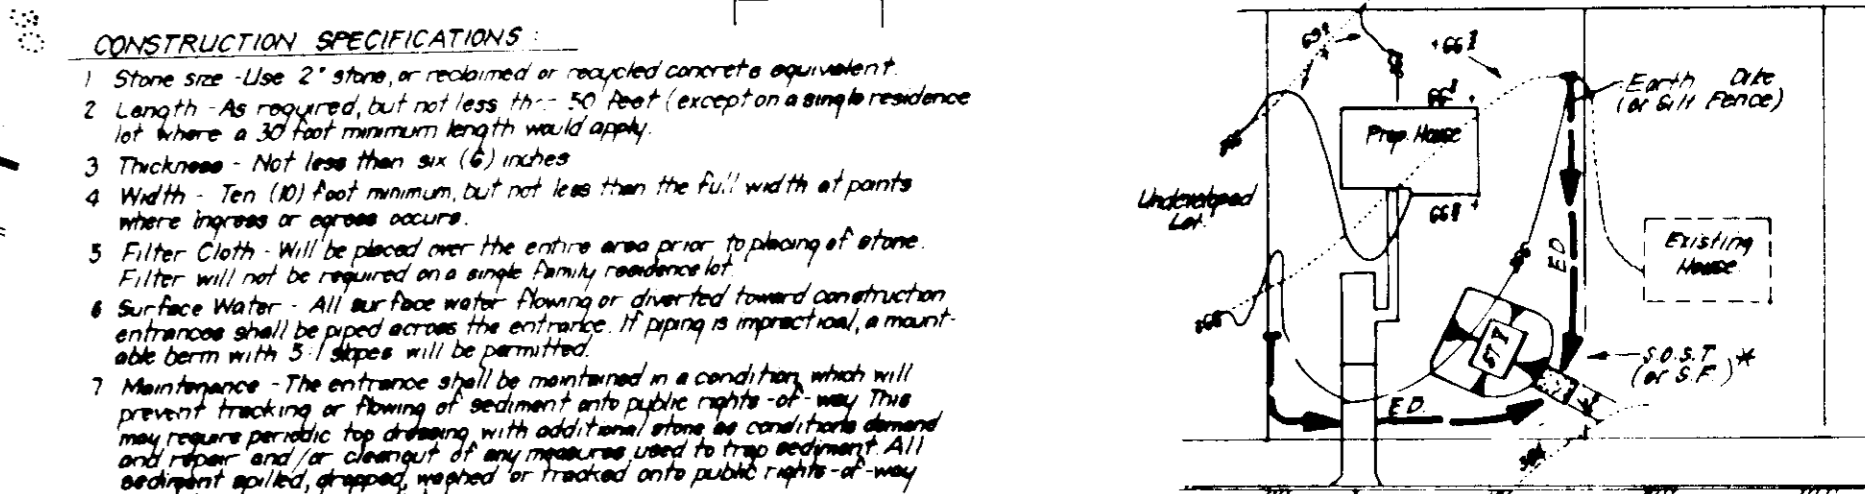 CONSTRUCTION SPECIFICATIONS :
1 Stone size - Use 2" stone, or reclaimed or recycled concrete equivalent.
2 Length - As required, but not less than 50 feet (except on a single residence
lot where a 30 foot minimum length would apply.
3 Thickness - Not less than six (6) inches
4 Width - Ten (10) foot minimum, but not less than the full width at points
where ingress or egress occurs.
5 Filter Cloth - Will be placed over the entire area prior to placing of stone.
Filter will not be required on a single family residence lot
6 Surface Water - All surface water flowing or diverted toward construction
entrances shall be piped across the entrance. If piping is impractical, a mount-
able berm with 5:1 slopes will be permitted.
7 Maintenance - The entrance shall be maintained in a condition which will
prevent tracking or flowing of sediment onto public rights-of-way This
may require periodic top dressing with additional stone as conditions demand
and repair and/or cleanout of any measures used to trap sediment. All
sediment spilled, dropped, washed or tracked onto public rights-of-way
Earth Dike
(or Silt Fence)
Prop. House
Undeveloped
Lot.
Existing
House
E.D.
S.O.S.T.
(or S.F.) *
E.D.